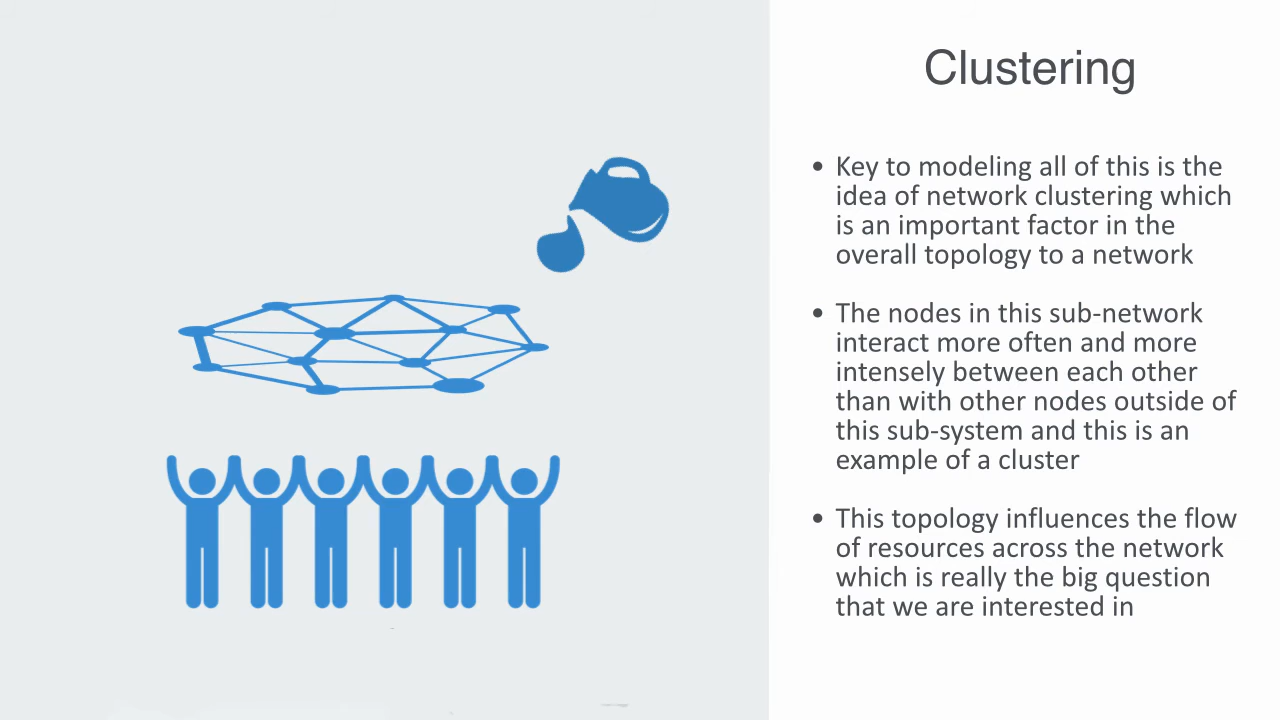 Clustering
• Key to modeling all of this is the
idea of network clustering which
is an important factor in the
overall topology to a network
• The nodes in this sub-network
interact more often and more
intensely between each other
than with other nodes outside of
this sub-system and this is an
example of a cluster
• This topology influences the flow
of resources across the network
which is really the big question
that we are interested in